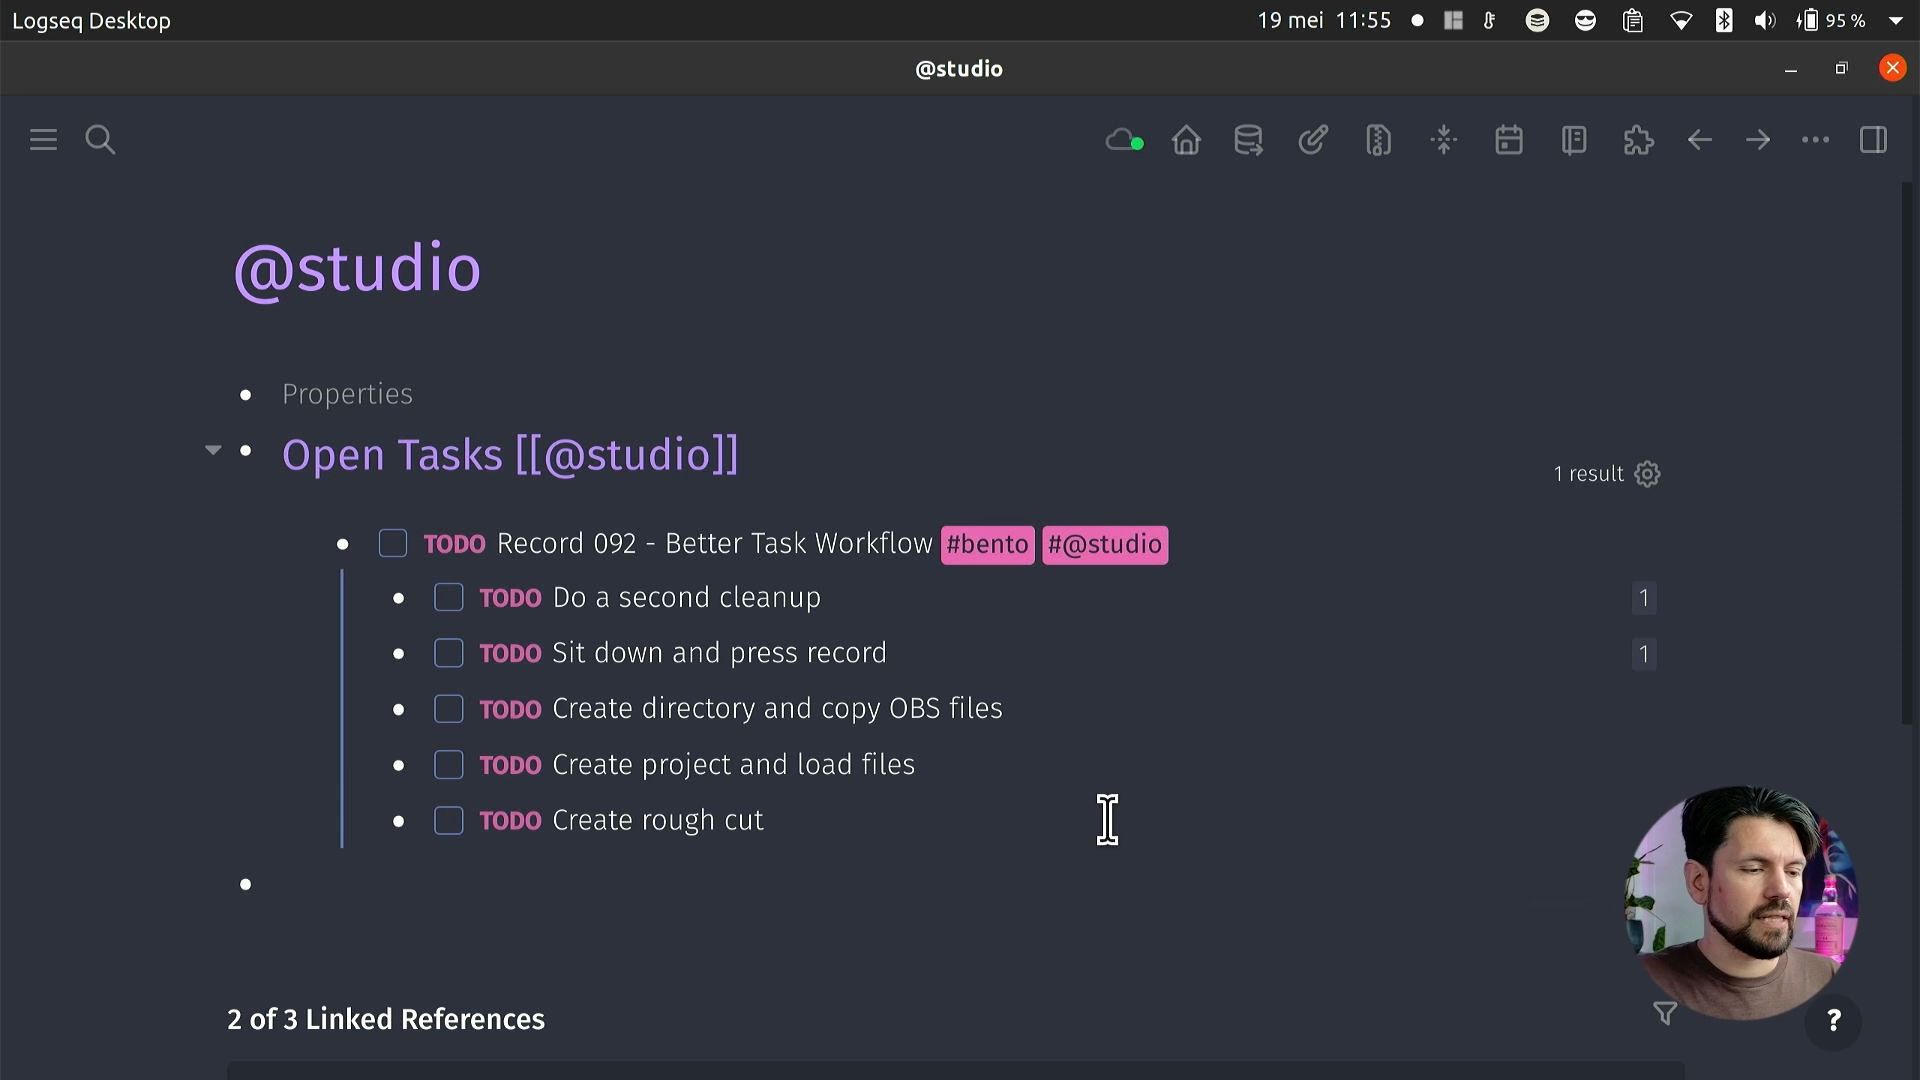 Logseq Desktop
19 mei 11:55
95 %
@studio
@studio
Properties
Open Tasks [[@studio]]
1 result
TODO Record 092 - Better Task Workflow #bento #@studio
TODO Do a second cleanup 1
TODO Sit down and press record 1
TODO Create directory and copy OBS files
TODO Create project and load files
TODO Create rough cut
2 of 3 Linked References
?